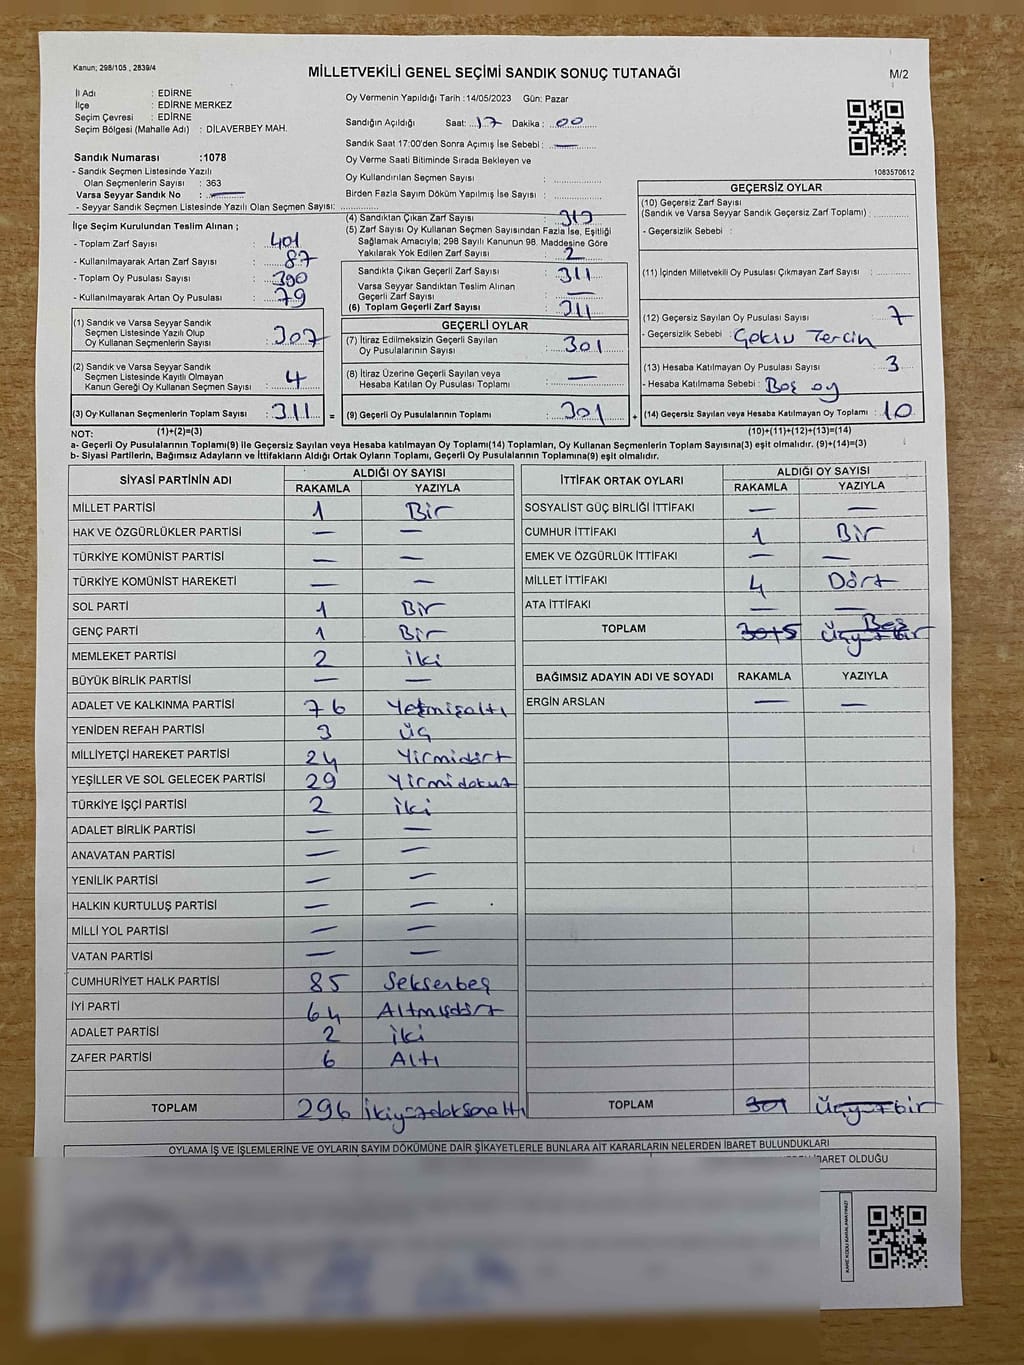 Kanun; 298/105 , 2839/4
MİLLETVEKİLİ GENEL SEÇİMİ SANDIK SONUÇ TUTANAĞI
M/2
İl Adı : EDİRNE
İlçe : EDİRNE MERKEZ
Seçim Çevresi : EDİRNE
Seçim Bölgesi (Mahalle Adı) : DİLAVERBEY MAH.
Sandık Numarası :1078
- Sandık Seçmen Listesinde Yazılı
Olan Seçmenlerin Sayısı : 363
Varsa Seyyar Sandık No : —
- Seyyar Sandık Seçmen Listesinde Yazılı Olan Seçmen Sayısı:
Oy Vermenin Yapıldığı Tarih :14/05/2023 Gün: Pazar
Sandığın Açıldığı Saat: 17 Dakika : 00
Sandık Saat 17:00'den Sonra Açımış İse Sebebi : —
Oy Verme Saati Bitiminde Sırada Bekleyen ve
Oy Kullandırılan Seçmen Sayısı :
Birden Fazla Sayım Döküm Yapılmış İse Sayısı :
1083570612
İlçe Seçim Kurulundan Teslim Alınan ;
- Toplam Zarf Sayısı : 401
- Kullanılmayarak Artan Zarf Sayısı : 87
- Toplam Oy Pusulası Sayısı : 390
- Kullanılmayarak Artan Oy Pusulası : 79
(1) Sandık ve Varsa Seyyar Sandık
Seçmen Listesinde Yazılı Olup
Oy Kullanan Seçmenlerin Sayısı : 307
(2) Sandık ve Varsa Seyyar Sandık
Seçmen Listesinde Kayıtlı Olmayan
Kanun Gereği Oy Kullanan Seçmen Sayısı : 4
(3) Oy Kullanan Seçmenlerin Toplam Sayısı : 311 =
(1)+(2)=(3)
(4) Sandıktan Çıkan Zarf Sayısı : 313
(5) Zarf Sayısı Oy Kullanan Seçmen Sayısından Fazla İse, Eşitliği
Sağlamak Amacıyla; 298 Sayılı Kanunun 98. Maddesine Göre
Yakılarak Yok Edilen Zarf Sayısı : 2
Sandıkta Çıkan Geçerli Zarf Sayısı : 311
Varsa Seyyar Sandıktan Teslim Alınan
Geçerli Zarf Sayısı : —
(6) Toplam Geçerli Zarf Sayısı : 311
GEÇERLİ OYLAR
(7) İtiraz Edilmeksizin Geçerli Sayılan
Oy Pusulalarının Sayısı : 301
(8) İtiraz Üzerine Geçerli Sayılan veya
Hesaba Katılan Oy Pusulası Toplamı : —
(9) Geçerli Oy Pusulalarının Toplamı : 301 +
GEÇERSİZ OYLAR
(10) Geçersiz Zarf Sayısı
(Sandık ve Varsa Seyyar Sandık Geçersiz Zarf Toplamı) :
- Geçersizlik Sebebi :
(11) İçinden Milletvekili Oy Pusulası Çıkmayan Zarf Sayısı :
(12) Geçersiz Sayılan Oy Pusulası Sayısı : 7
- Geçersizlik Sebebi : Çoklu Tercih
(13) Hesaba Katılmayan Oy Pusulası Sayısı : 3
- Hesaba Katılmama Sebebi : Boş oy
(14) Geçersiz Sayılan veya Hesaba Katılmayan Oy Toplamı : 10
(10)+(11)+(12)+(13)=(14)
NOT:
a- Geçerli Oy Pusulalarının Toplamı(9) ile Geçersiz Sayılan veya Hesaba katılmayan Oy Toplamı(14) Toplamları, Oy Kullanan Seçmenlerin Toplam Sayısına(3) eşit olmalıdır. (9)+(14)=(3)
b- Siyasi Partilerin, Bağımsız Adayların ve İttifakların Aldığı Ortak Oyların Toplamı, Geçerli Oy Pusulalarının Toplamına(9) eşit olmalıdır.
SİYASİ PARTİNİN ADI ALDIĞI OY SAYISI
RAKAMLA YAZIYLA
MİLLET PARTİSİ 1 Bir
HAK VE ÖZGÜRLÜKLER PARTİSİ — —
TÜRKİYE KOMÜNİST PARTİSİ — —
TÜRKİYE KOMÜNİST HAREKETİ — —
SOL PARTİ 1 Bir
GENÇ PARTİ 1 Bir
MEMLEKET PARTİSİ 2 iki
BÜYÜK BİRLİK PARTİSİ — —
ADALET VE KALKINMA PARTİSİ 76 Yetmişaltı
YENİDEN REFAH PARTİSİ 3 üç
MİLLİYETÇİ HAREKET PARTİSİ 24 Yirmidört
YEŞİLLER VE SOL GELECEK PARTİSİ 29 Yirmidokuz
TÜRKİYE İŞÇİ PARTİSİ 2 iki
ADALET BİRLİK PARTİSİ — —
ANAVATAN PARTİSİ — —
YENİLİK PARTİSİ — —
HALKIN KURTULUŞ PARTİSİ — —
MİLLİ YOL PARTİSİ — —
VATAN PARTİSİ — —
CUMHURİYET HALK PARTİSİ 85 Seksenbeş
İYİ PARTİ 64 Altmışdört
ADALET PARTİSİ 2 iki
ZAFER PARTİSİ 6 Altı
TOPLAM 296 ikiyüzdoksanaltı
İTTİFAK ORTAK OYLARI ALDIĞI OY SAYISI
RAKAMLA YAZIYLA
SOSYALİST GÜÇ BİRLİĞİ İTTİFAKI — —
CUMHUR İTTİFAKI 1 Bir
EMEK VE ÖZGÜRLÜK İTTİFAKI — —
MİLLET İTTİFAKI 4 Dört
ATA İTTİFAKI — —
TOPLAM 301 5 Üçyüzbir Beş
BAĞIMSIZ ADAYIN ADI VE SOYADI RAKAMLA YAZIYLA
ERGİN ARSLAN — —
TOPLAM 301 Üçyüzbir
OYLAMA İŞ VE İŞLEMLERİNE VE OYLARIN SAYIM DÖKÜMÜNE DAİR ŞİKAYETLERLE BUNLARA AİT KARARLARIN NELERDEN İBARET BULUNDUKLARI
İBARET OLDUĞU